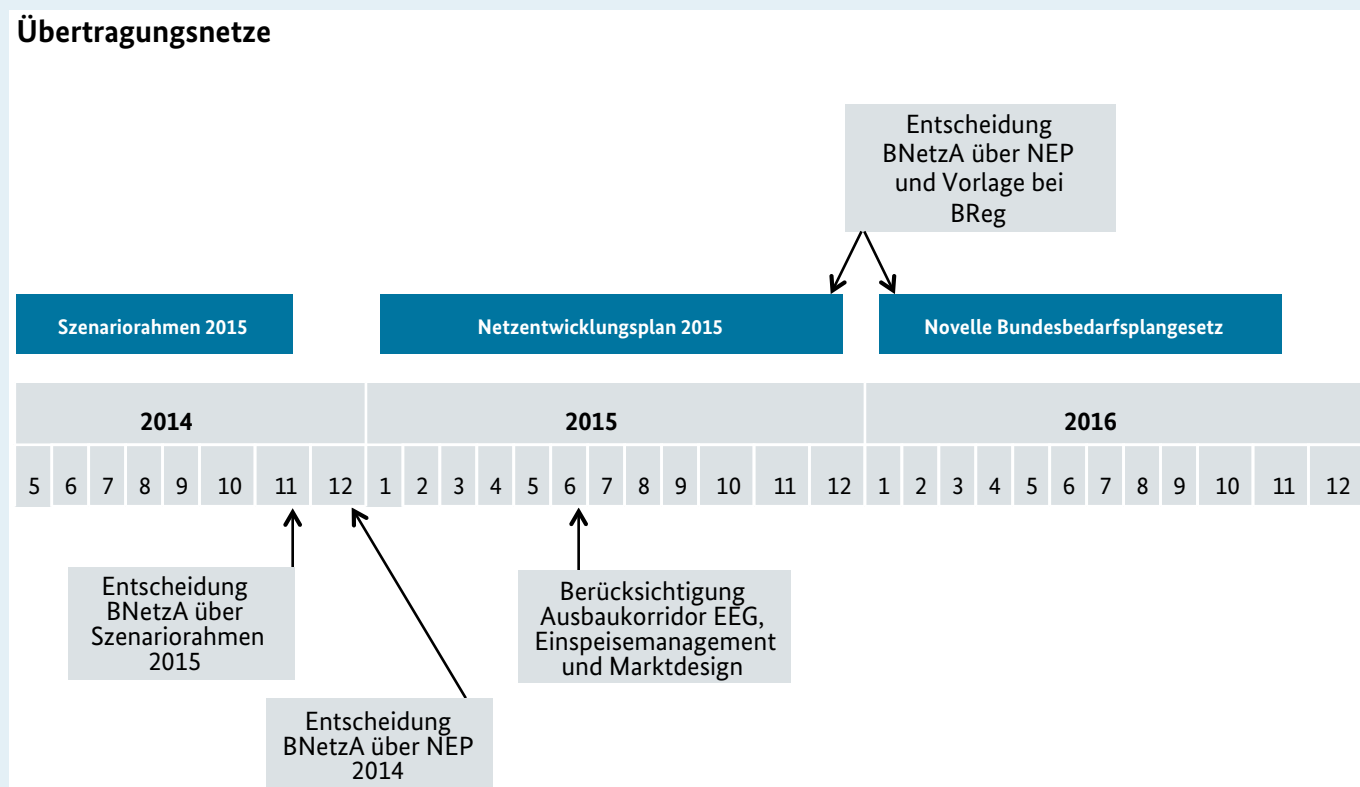 Übertragungsnetze
Entscheidung
BNetzA über NEP
und Vorlage bei
BReg
Szenariorahmen 2015
Netzentwicklungsplan 2015
Novelle Bundesbedarfsplangesetz
2014 2015 2016
5 6 7 8 9 10 11 12 1 2 3 4 5 6 7 8 9 10 11 12 1 2 3 4 5 6 7 8 9 10 11 12
Entscheidung
BNetzA über
Szenariorahmen
2015
Entscheidung
BNetzA über NEP
2014
Berücksichtigung
Ausbaukorridor EEG,
Einspeisemanagement
und Marktdesign